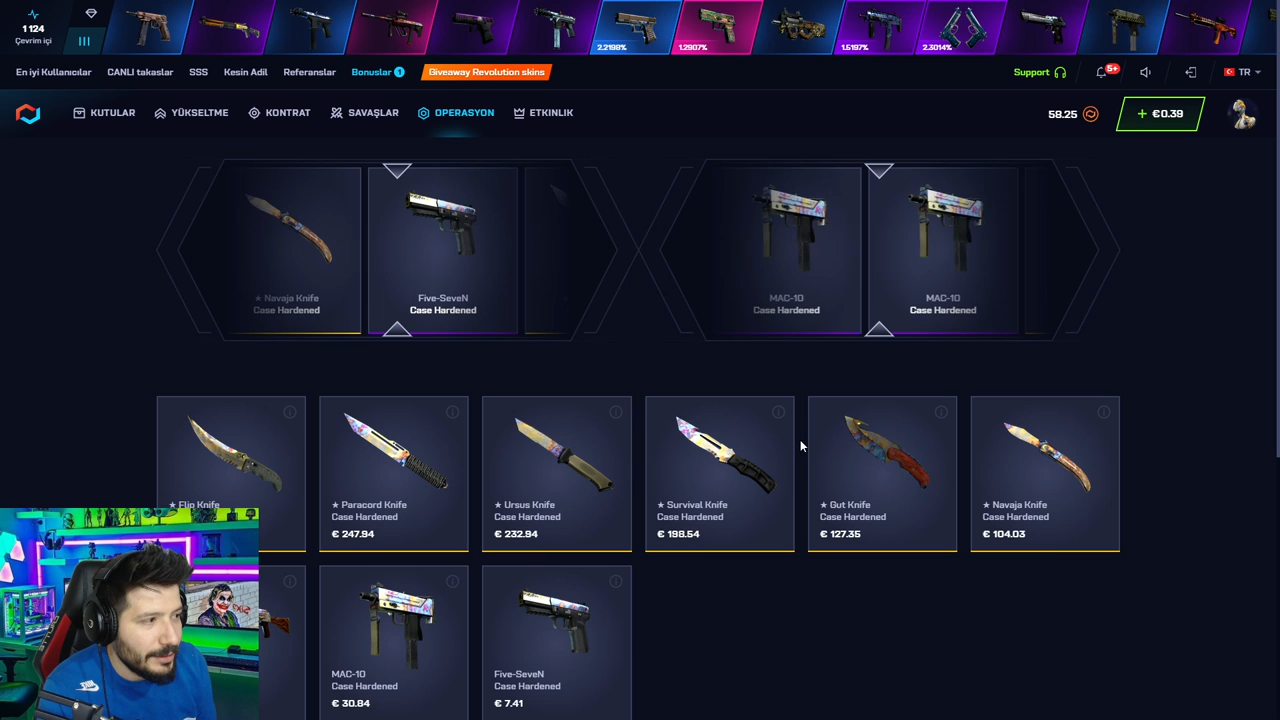 1 124
Çevrim içi
2.2198%
1.2907%
1.5197%
2.3014%
En iyi Kullanıcılar
CANLI takaslar
SSS
Kesin Adil
Referanslar
Bonuslar 1
Giveaway Revolution skins
Support
5+
TR
KUTULAR
YÜKSELTME
KONTRAT
SAVAŞLAR
OPERASYON
ETKINLIK
58.25
+ €0.39
★ Navaja Knife
Case Hardened
Five-SeveN
Case Hardened
MAC-10
Case Hardened
MAC-10
Case Hardened
★ Flip Knife
★ Paracord Knife
Case Hardened
€ 247.94
★ Ursus Knife
Case Hardened
€ 232.94
★ Survival Knife
Case Hardened
€ 198.54
★ Gut Knife
Case Hardened
€ 127.35
★ Navaja Knife
Case Hardened
€ 104.03
MAC-10
Case Hardened
€ 30.84
Five-SeveN
Case Hardened
€ 7.41